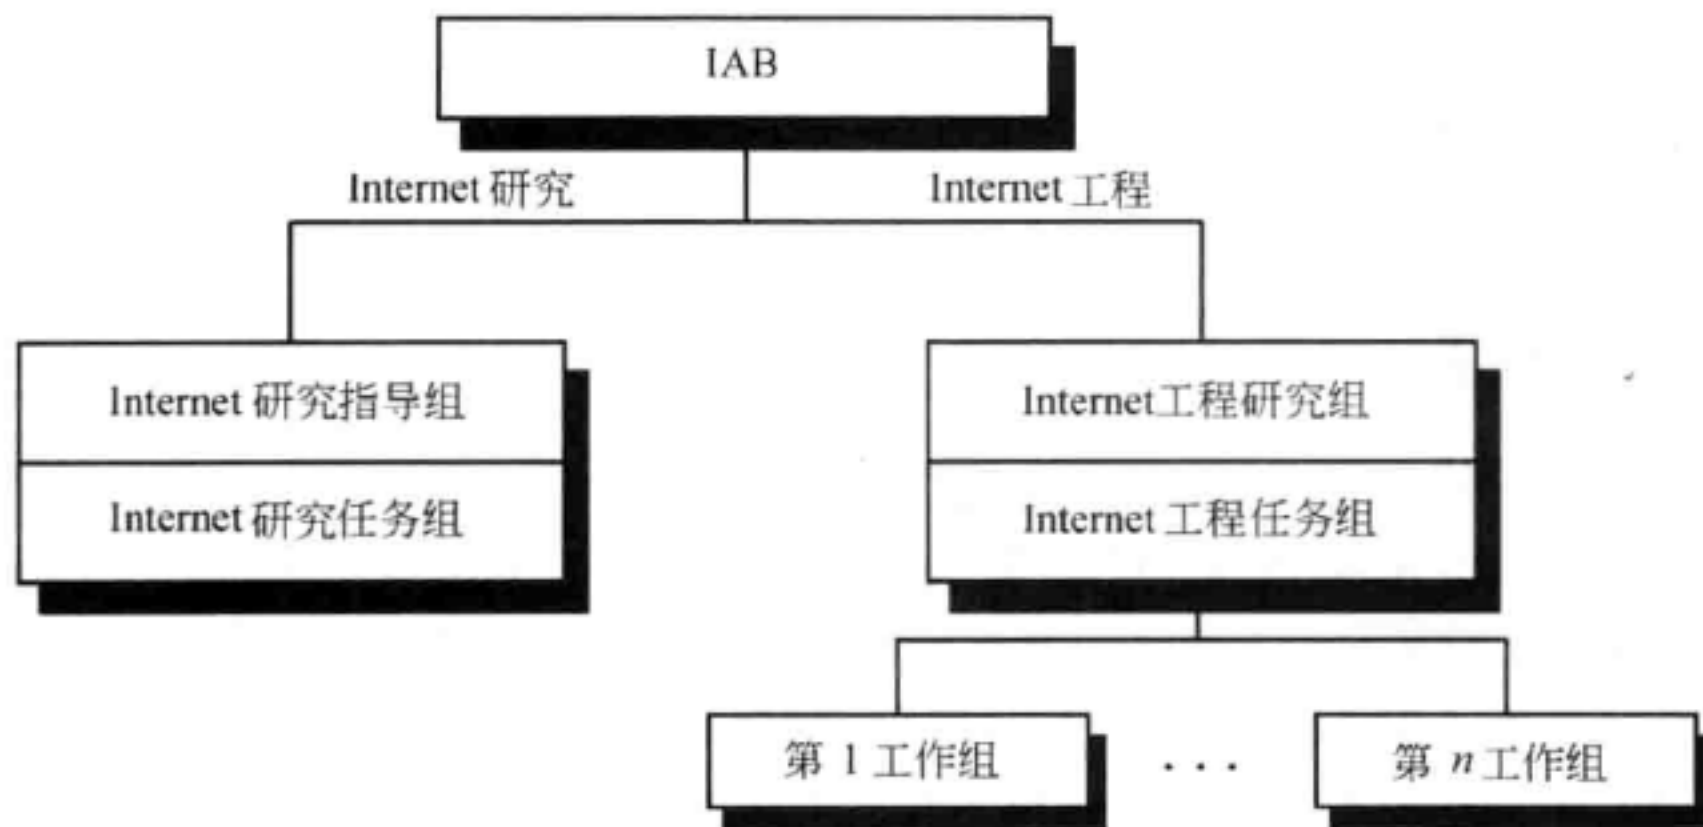 IAB
Internet 研究
Internet 工程
Internet 研究指导组
Internet工程研究组
Internet 研究任务组
Internet 工程任务组
第 1 工作组
· · ·
第 n 工作组